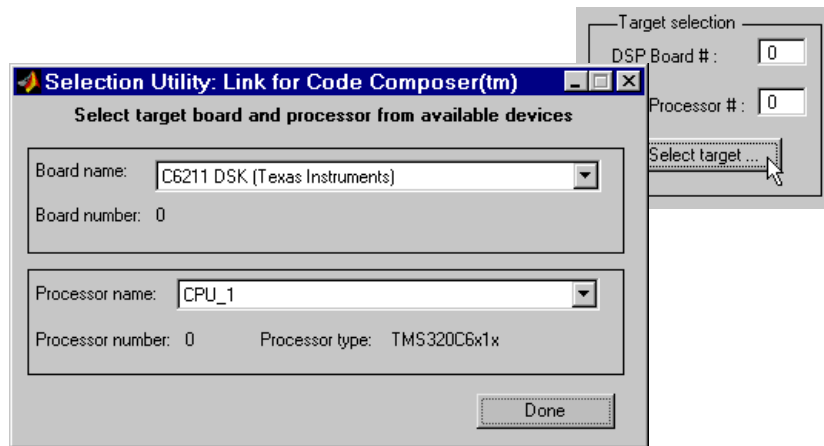 Target selection
DSP Board # : 0
Processor # : 0
Select target ...
Selection Utility: Link for Code Composer(tm)
Select target board and processor from available devices
Board name: C6211 DSK (Texas Instruments)
Board number: 0
Processor name: CPU_1
Processor number: 0 Processor type: TMS320C6x1x
Done